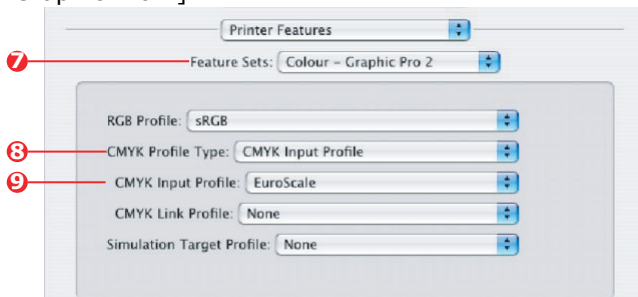 Printer Features
7 Feature Sets: Colour – Graphic Pro 2
RGB Profile: sRGB
8 CMYK Profile Type: CMYK Input Profile
9 CMYK Input Profile: EuroScale
CMYK Link Profile: None
Simulation Target Profile: None